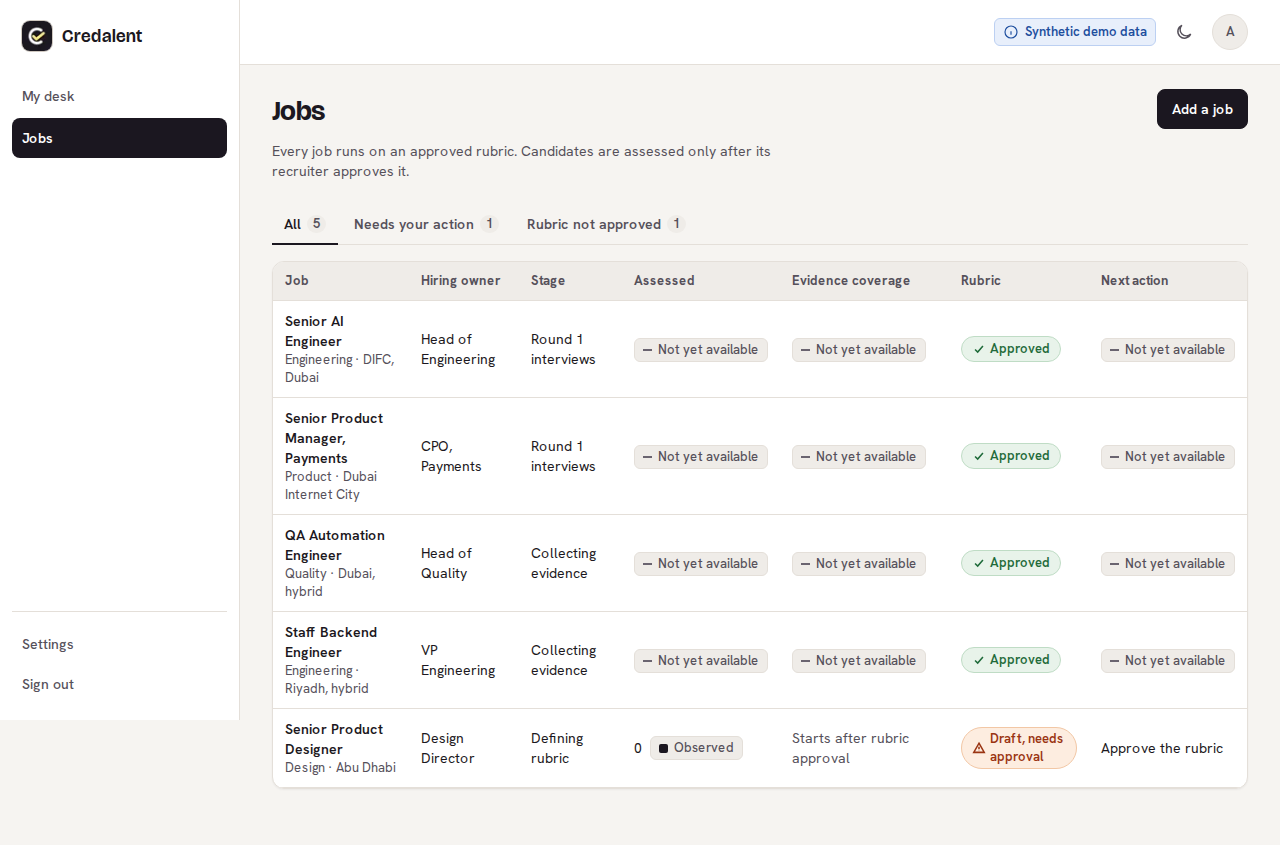 Credalent
Synthetic demo data
A
My desk
Jobs
Settings
Sign out
Jobs
Add a job
Every job runs on an approved rubric. Candidates are assessed only after its
recruiter approves it.
All 5 Needs your action 1 Rubric not approved 1
Job Hiring owner Stage Assessed Evidence coverage Rubric Next action
Senior AI
Engineer
Engineering · DIFC,
Dubai
Head of
Engineering
Round 1
interviews
Not yet available
Not yet available
Approved
Not yet available
Senior Product
Manager,
Payments
Product · Dubai
Internet City
CPO,
Payments
Round 1
interviews
Not yet available
Not yet available
Approved
Not yet available
QA Automation
Engineer
Quality · Dubai,
hybrid
Head of
Quality
Collecting
evidence
Not yet available
Not yet available
Approved
Not yet available
Staff Backend
Engineer
Engineering ·
Riyadh, hybrid
VP
Engineering
Collecting
evidence
Not yet available
Not yet available
Approved
Not yet available
Senior Product
Designer
Design · Abu Dhabi
Design
Director
Defining
rubric
0 Observed
Starts after rubric
approval
Draft, needs
approval
Approve the rubric